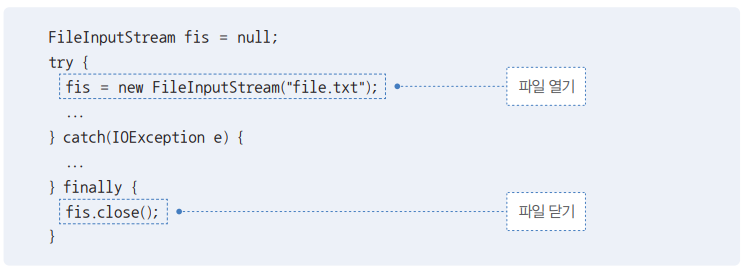 FileInputStream fis = null;
try {
fis = new FileInputStream("file.txt");
파일 열기
...
} catch(IOException e) {
...
} finally {
fis.close();
파일 닫기
}